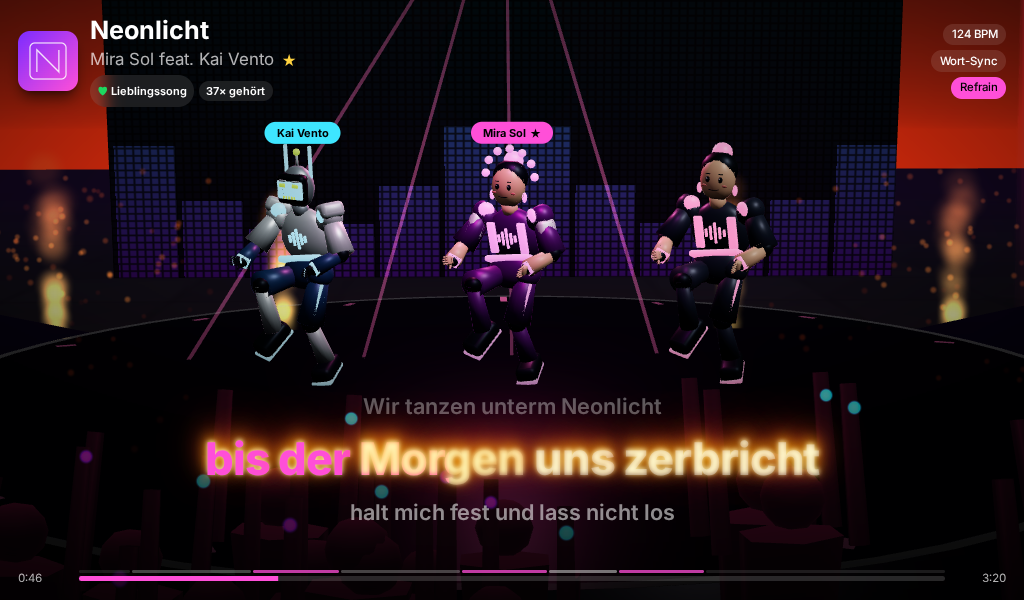 Neonlicht
Mira Sol feat. Kai Vento ★
Lieblingssong
37× gehört
124 BPM
Wort-Sync
Refrain
Kai Vento
Mira Sol ★
Wir tanzen unterm Neonlicht
bis der Morgen uns zerbricht
halt mich fest und lass nicht los
0:46
3:20